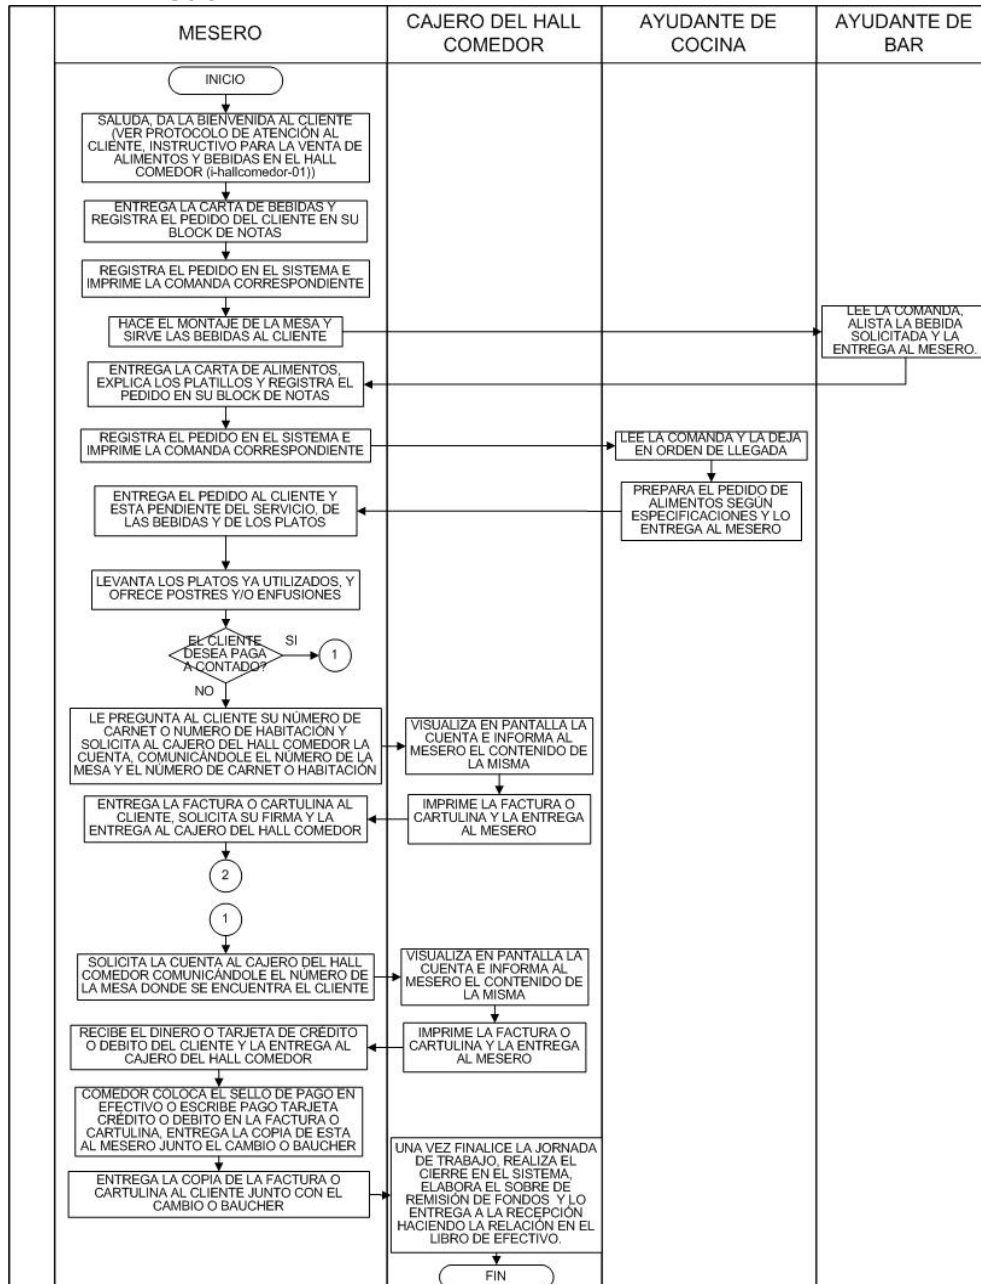 MESERO
CAJERO DEL HALL
COMEDOR
AYUDANTE DE
COCINA
AYUDANTE DE
BAR
INICIO
SALUDA, DA LA BIENVENIDA AL CLIENTE
(VER PROTOCOLO DE ATENCIÓN AL
CLIENTE, INSTRUCTIVO PARA LA VENTA DE
ALIMENTOS Y BEBIDAS EN EL HALL
COMEDOR (i-hallcomedor-01))
ENTREGA LA CARTA DE BEBIDAS Y
REGISTRA EL PEDIDO DEL CLIENTE EN SU
BLOCK DE NOTAS
REGISTRA EL PEDIDO EN EL SISTEMA E
IMPRIME LA COMANDA CORRESPONDIENTE
HACE EL MONTAJE DE LA MESA Y
SIRVE LAS BEBIDAS AL CLIENTE
LEE LA COMANDA,
ALISTA LA BEBIDA
SOLICITADA Y LA
ENTREGA AL MESERO.
ENTREGA LA CARTA DE ALIMENTOS,
EXPLICA LOS PLATILLOS Y REGISTRA EL
PEDIDO EN SU BLOCK DE NOTAS
REGISTRA EL PEDIDO EN EL SISTEMA E
IMPRIME LA COMANDA CORRESPONDIENTE
LEE LA COMANDA Y LA DEJA
EN ORDEN DE LLEGADA
PREPARA EL PEDIDO DE
ALIMENTOS SEGÚN
ESPECIFICACIONES Y LO
ENTREGA AL MESERO
ENTREGA EL PEDIDO AL CLIENTE Y
ESTA PENDIENTE DEL SERVICIO, DE
LAS BEBIDAS Y DE LOS PLATOS
LEVANTA LOS PLATOS YA UTILIZADOS, Y
OFRECE POSTRES Y/O ENFUSIONES
EL CLIENTE
DESEA PAGA
A CONTADO?
SI
1
NO
LE PREGUNTA AL CLIENTE SU NÚMERO DE
CARNET O NUMERO DE HABITACIÓN Y
SOLICITA AL CAJERO DEL HALL COMEDOR LA
CUENTA, COMUNICÁNDOLE EL NÚMERO DE LA
MESA Y EL NÚMERO DE CARNET O HABITACIÓN
VISUALIZA EN PANTALLA LA
CUENTA E INFORMA AL
MESERO EL CONTENIDO DE
LA MISMA
IMPRIME LA FACTURA O
CARTULINA Y LA ENTREGA
AL MESERO
ENTREGA LA FACTURA O CARTULINA AL
CLIENTE, SOLICITA SU FIRMA Y LA
ENTREGA AL CAJERO DEL HALL COMEDOR
2
1
SOLICITA LA CUENTA AL CAJERO DEL HALL
COMEDOR COMUNICÁNDOLE EL NÚMERO DE
LA MESA DONDE SE ENCUENTRA EL CLIENTE
VISUALIZA EN PANTALLA LA
CUENTA E INFORMA AL
MESERO EL CONTENIDO DE
LA MISMA
IMPRIME LA FACTURA O
CARTULINA Y LA ENTREGA
AL MESERO
RECIBE EL DINERO O TARJETA DE CRÉDITO
O DEBITO DEL CLIENTE Y LA ENTREGA AL
CAJERO DEL HALL COMEDOR
COMEDOR COLOCA EL SELLO DE PAGO EN
EFECTIVO O ESCRIBE PAGO TARJETA
CRÉDITO O DEBITO EN LA FACTURA O
CARTULINA, ENTREGA LA COPIA DE ESTA
AL MESERO JUNTO EL CAMBIO O BAUCHER
ENTREGA LA COPIA DE LA FACTURA O
CARTULINA AL CLIENTE JUNTO CON EL
CAMBIO O BAUCHER
UNA VEZ FINALICE LA JORNADA
DE TRABAJO, REALIZA EL
CIERRE EN EL SISTEMA,
ELABORA EL SOBRE DE
REMISIÓN DE FONDOS Y LO
ENTREGA A LA RECEPCIÓN
HACIENDO LA RELACIÓN EN EL
LIBRO DE EFECTIVO.
FIN